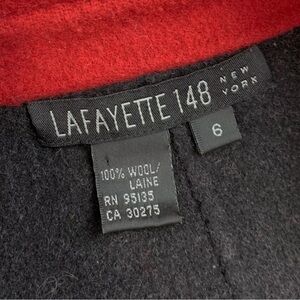 LAFAYETTE 148 NEW YORK
6
100% WOOL/
LAINE
RN 95135
CA 30275